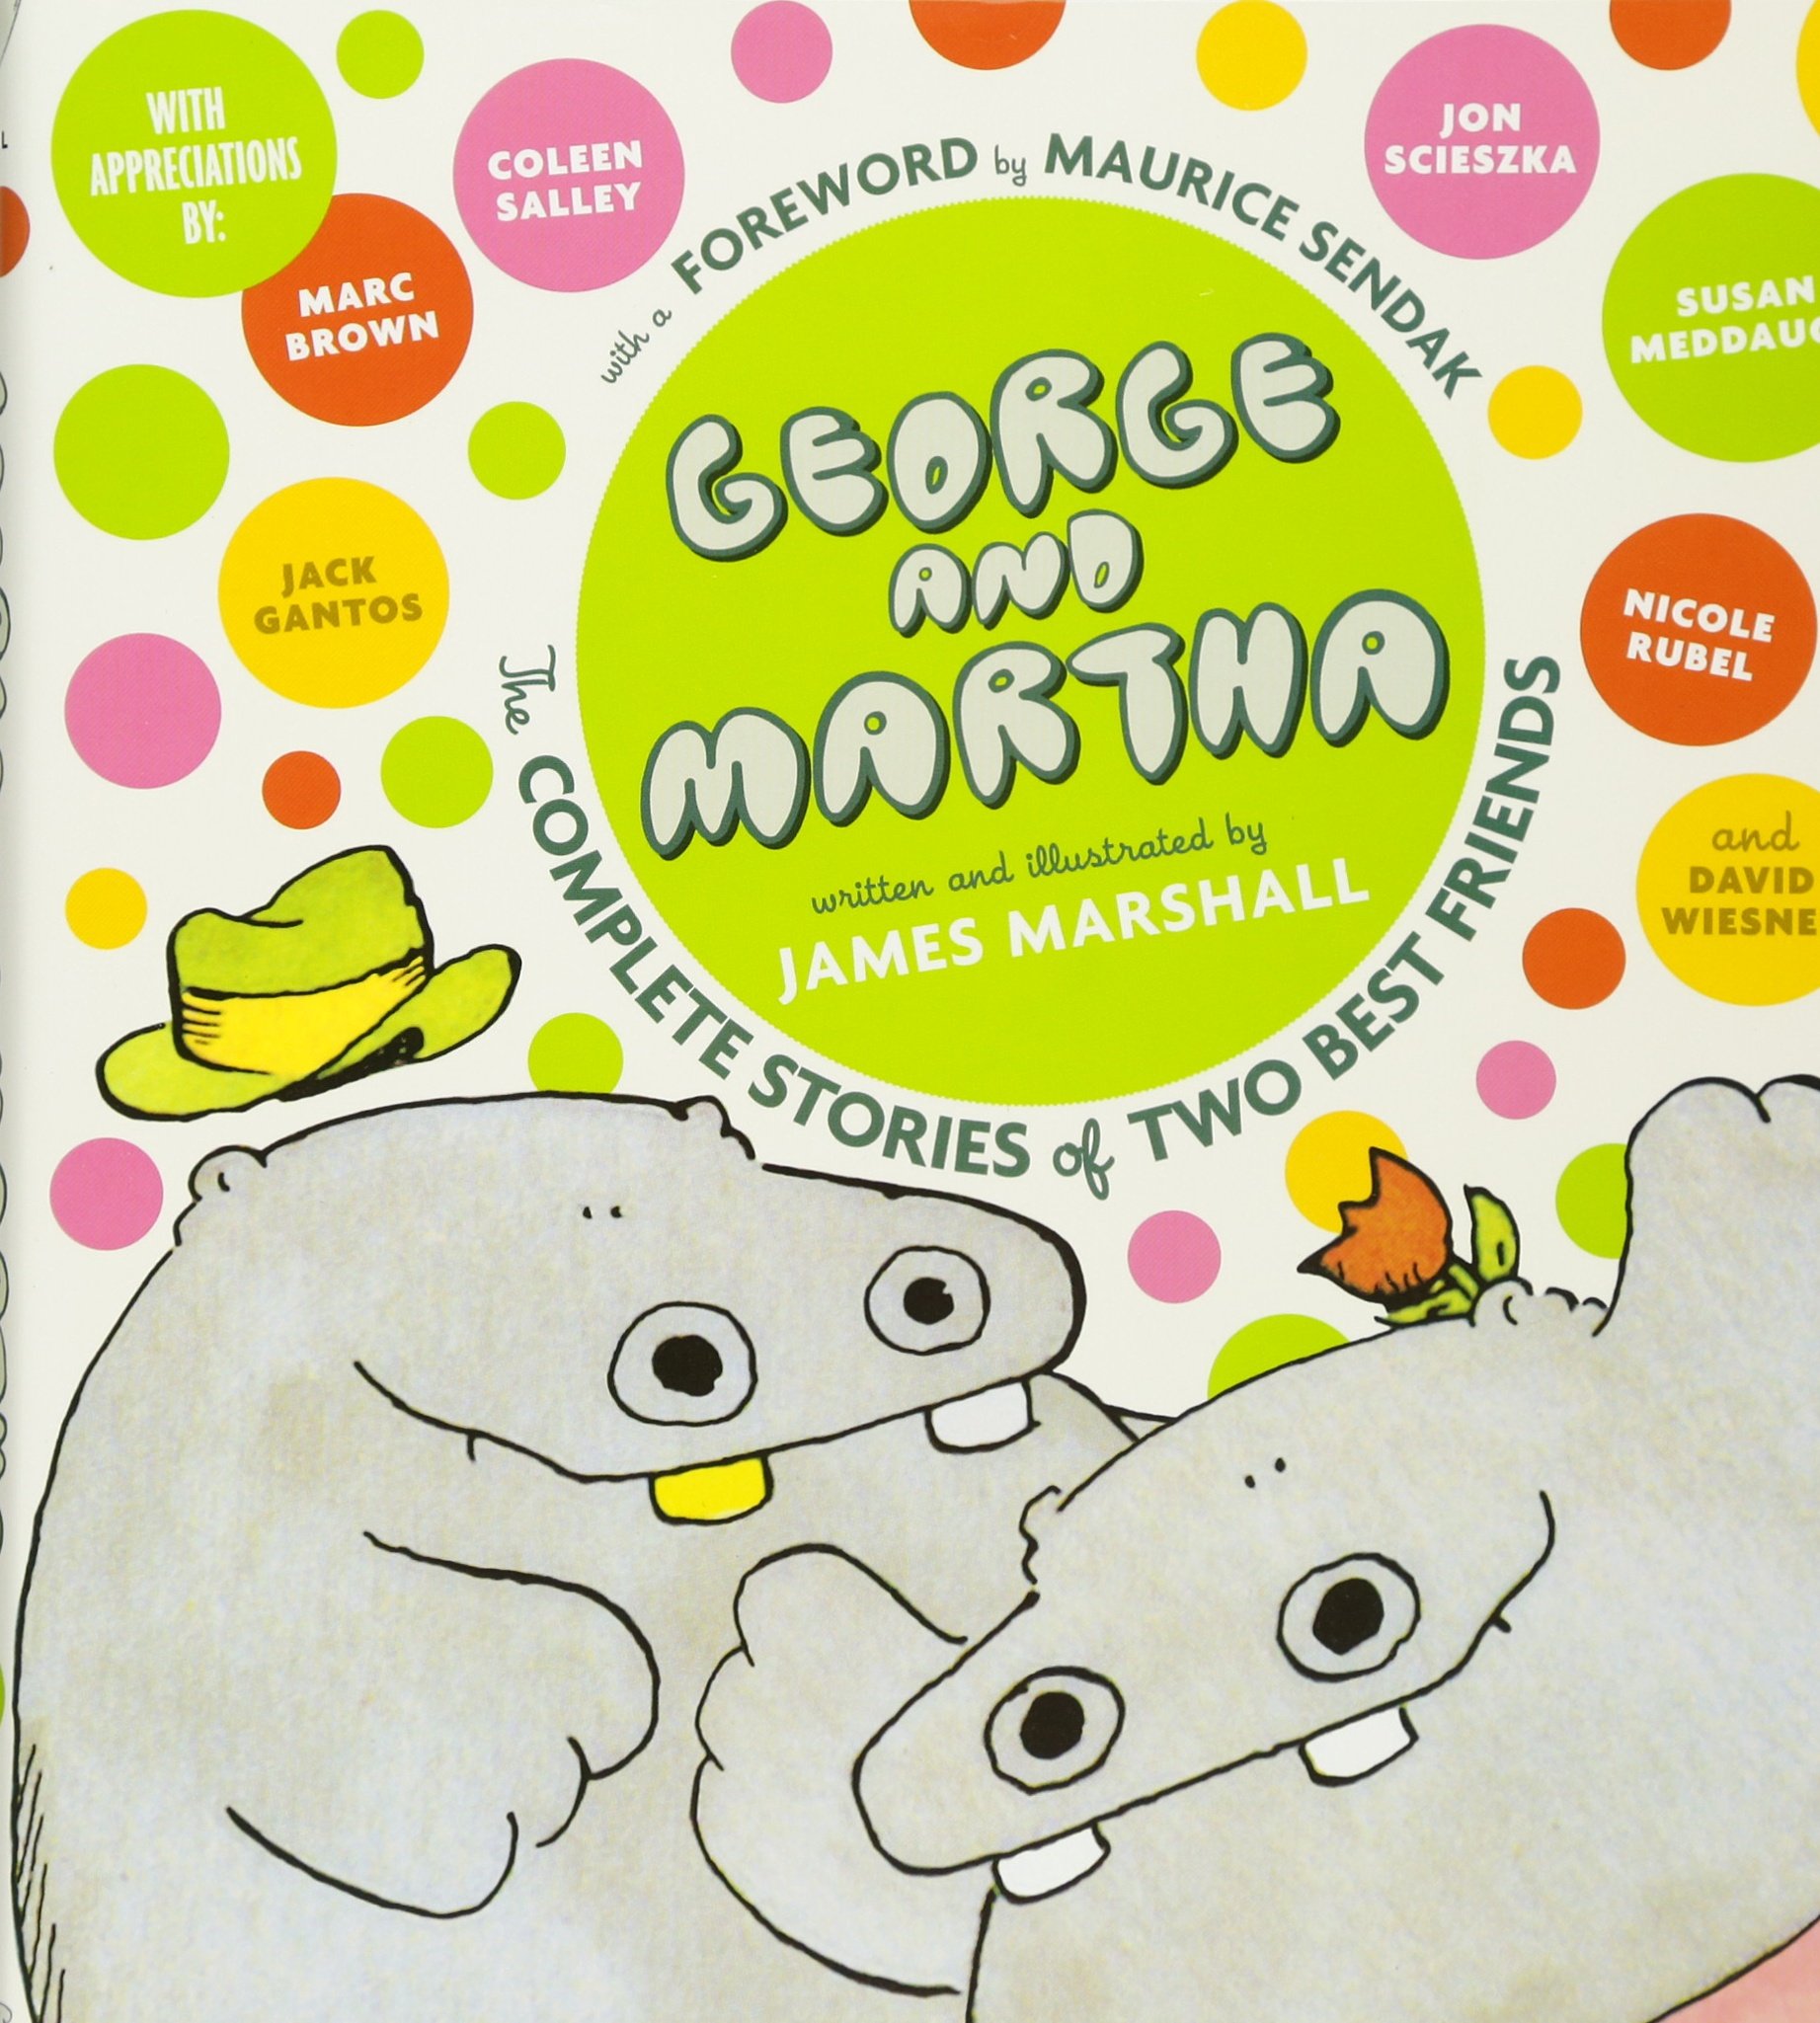 WITH
APPRECIATIONS
BY:
MARC
BROWN
COLEEN
SALLEY
JACK
GANTOS
JON
SCIESZKA
SUSAN
NICOLE
RUBEL
and
DAVID
with a FOREWORD by MAURICE SENDAK
GEORGE
AND
MARTHA
written and illustrated by
JAMES MARSHALL
The COMPLETE STORIES of TWO BEST FRIENDS